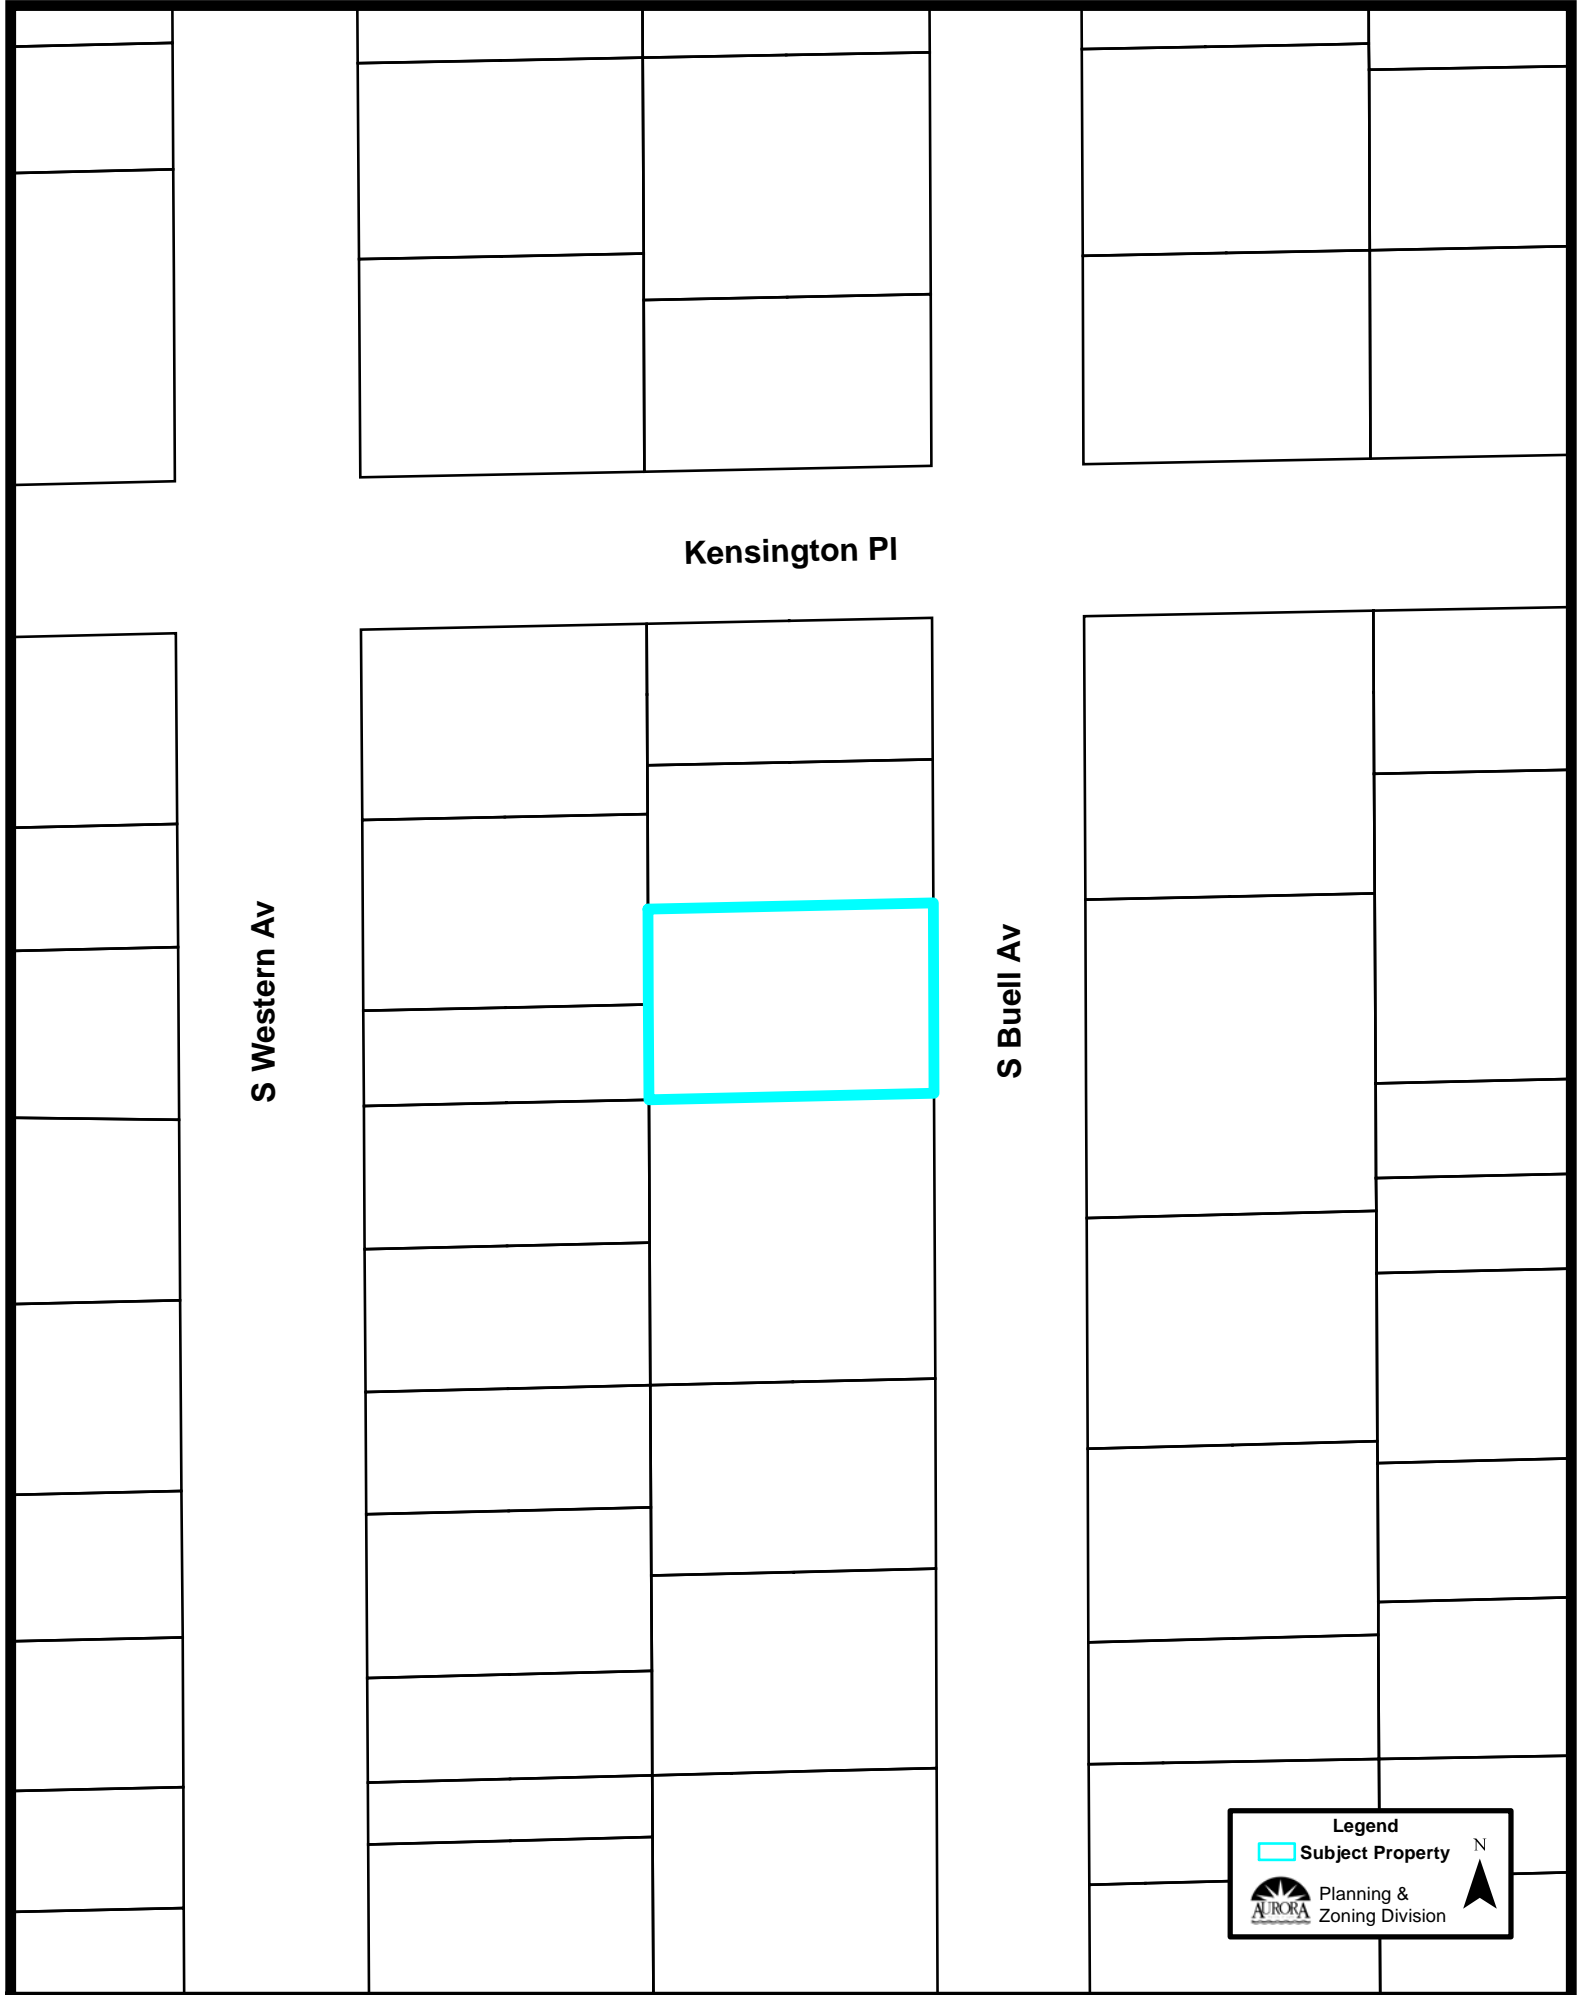 Kensington Pl
S Western Av
S Buell Av
Legend
Subject Property
N
AURORA
Planning &
Zoning Division